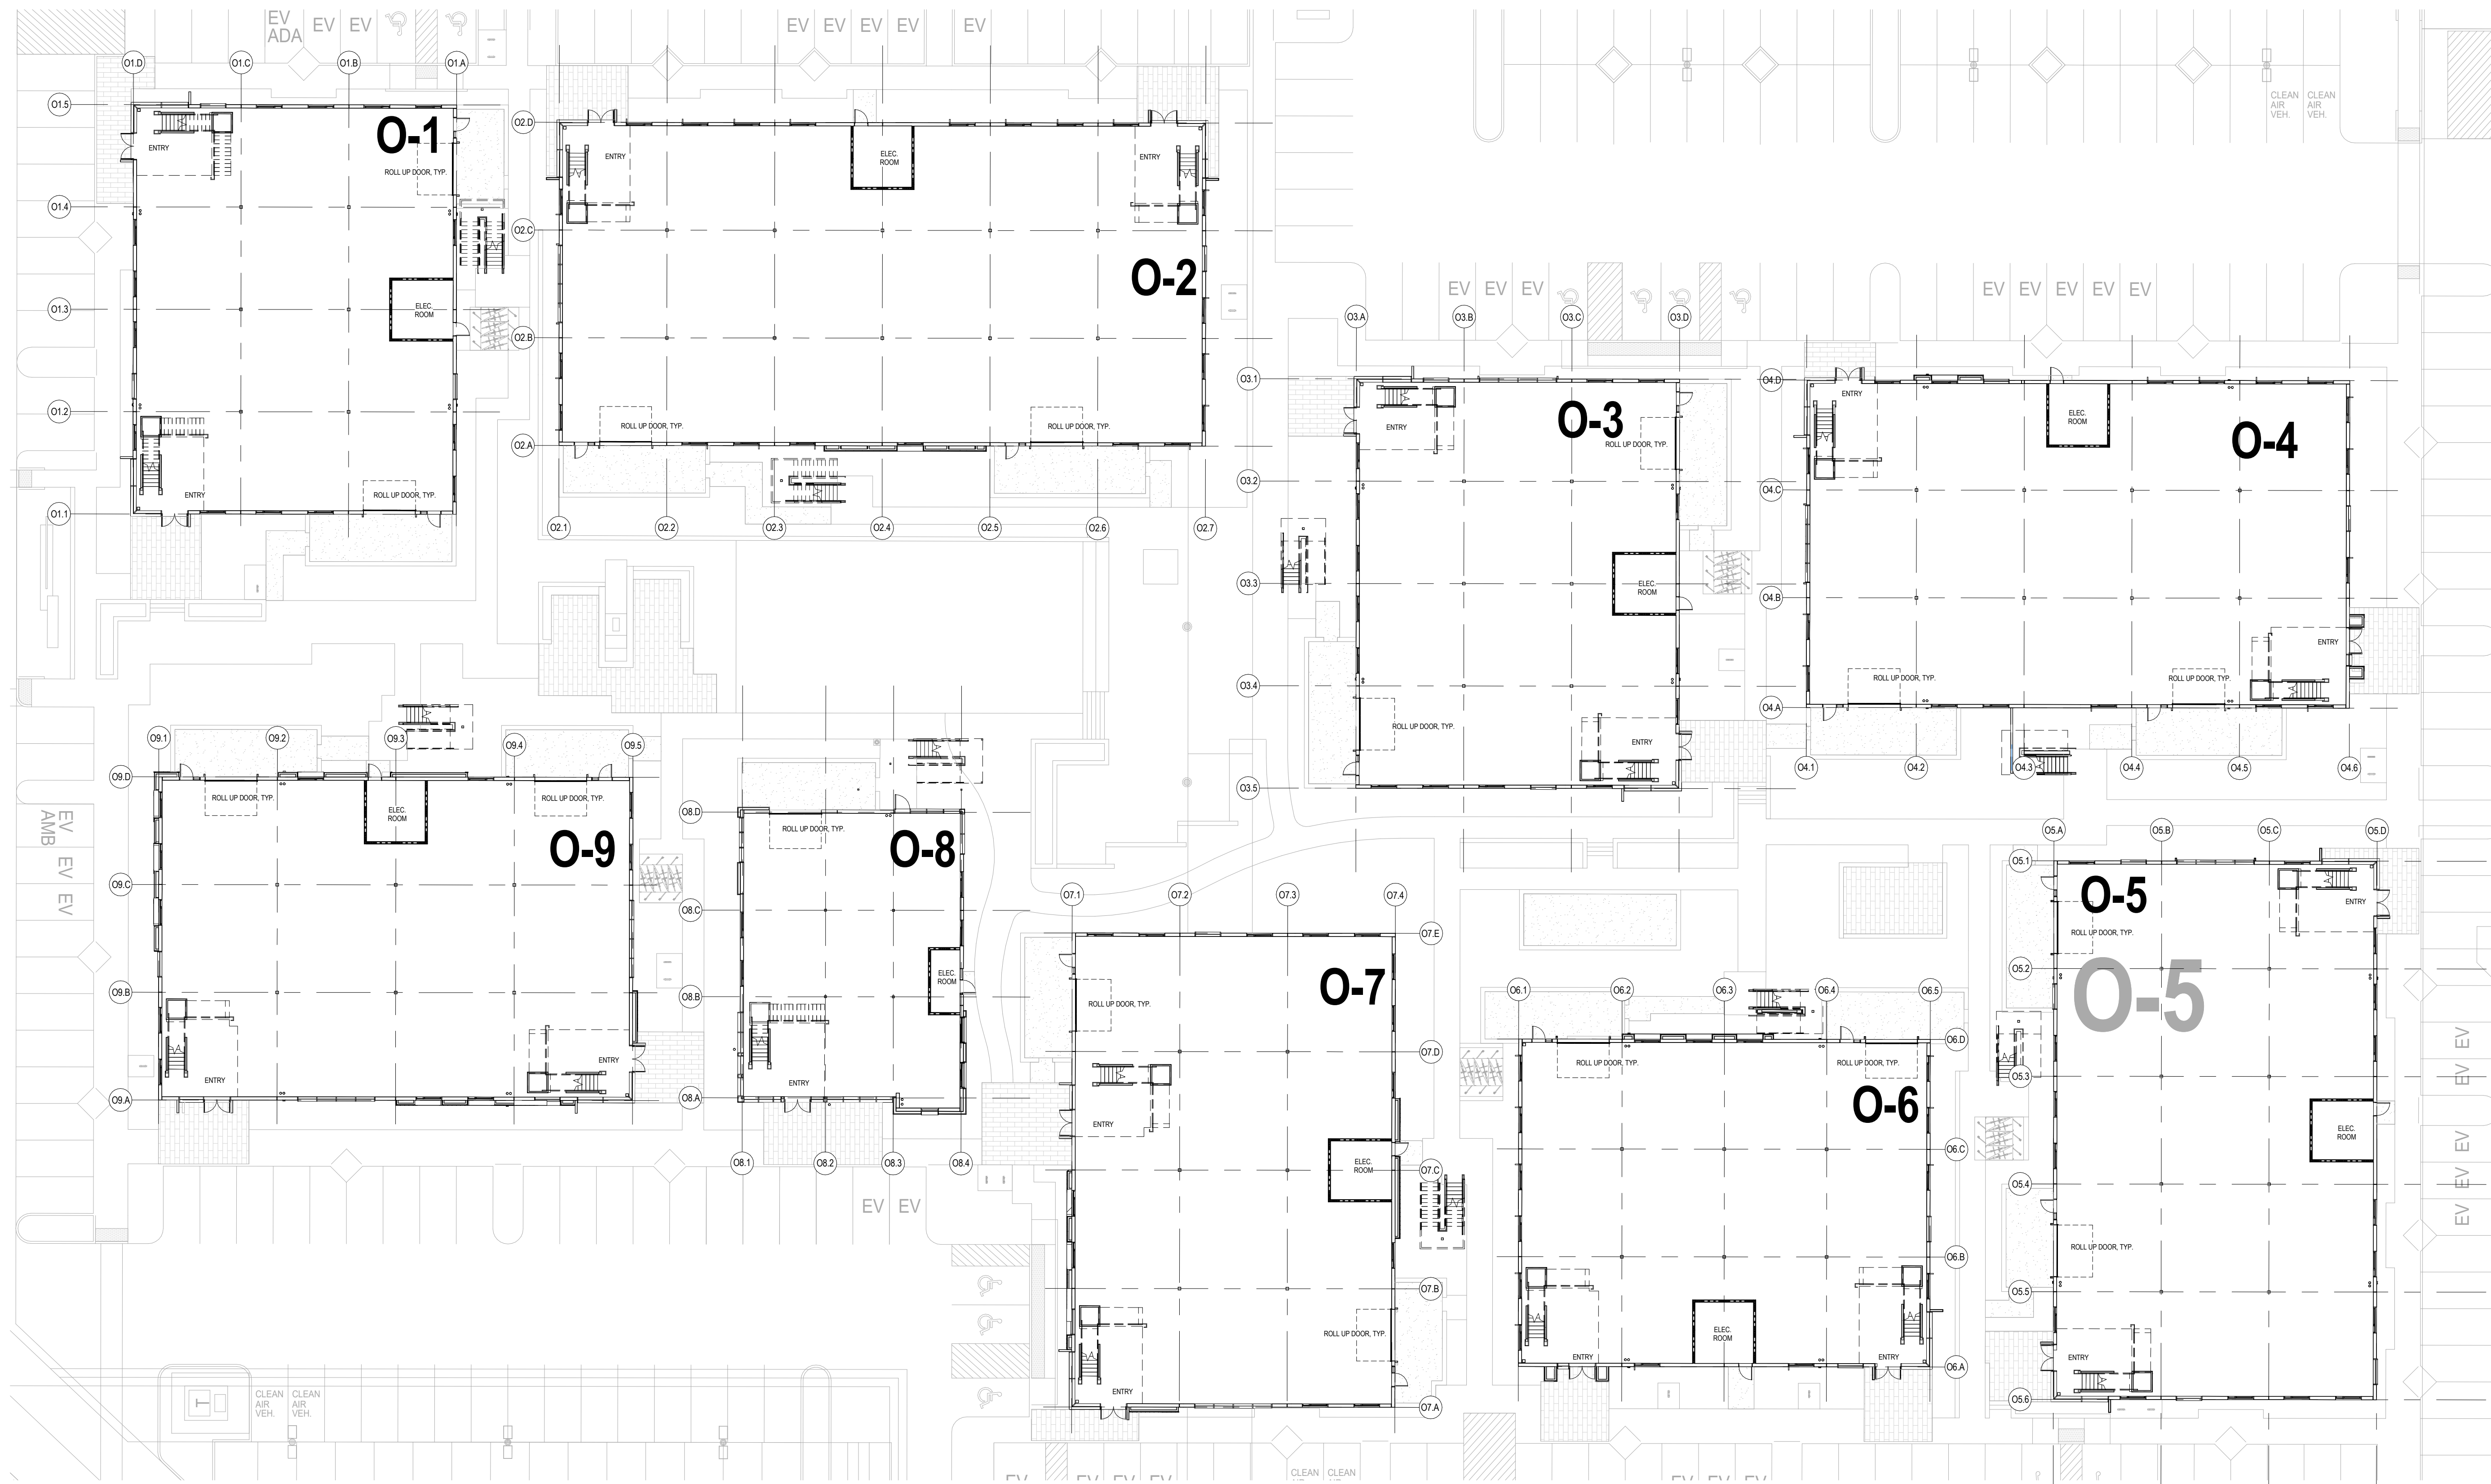 EV
ADA
EV
EV
EV
EV
EV
EV
EV
O1.D
O1.C
O1.B
O1.A
O1.5
O1.4
O1.3
O1.2
O1.1
O-1
ENTRY
ROLL UP DOOR, TYP.
ELEC.
ROOM
ENTRY
ROLL UP DOOR, TYP.
O2.D
O2.C
O2.B
O2.A
ENTRY
ELEC.
ROOM
ENTRY
O-2
ROLL UP DOOR, TYP.
ROLL UP DOOR, TYP.
O2.1
O2.2
O2.3
O2.4
O2.5
O2.6
O2.7
CLEAN
AIR
VEH.
CLEAN
AIR
VEH.
EV
EV
EV
EV
EV
EV
EV
EV
O3.A
O3.B
O3.C
O3.D
O3.1
O3.2
O3.3
O3.4
O3.5
ENTRY
O-3
ROLL UP DOOR, TYP.
ELEC.
ROOM
ROLL UP DOOR, TYP.
ENTRY
O4.D
O4.C
O4.B
O4.A
ENTRY
ELEC.
ROOM
O-4
ENTRY
ROLL UP DOOR, TYP.
ROLL UP DOOR, TYP.
O4.1
O4.2
O4.3
O4.4
O4.5
O4.6
O9.1
O9.2
O9.3
O9.4
O9.5
O9.D
O9.C
O9.B
O9.A
ROLL UP DOOR, TYP.
ELEC.
ROOM
ROLL UP DOOR, TYP.
O-9
ENTRY
ENTRY
EV
AMB
EV
EV
O8.D
O8.C
O8.B
O8.A
ROLL UP DOOR, TYP.
O-8
ELEC.
ROOM
ENTRY
O8.1
O8.2
O8.3
O8.4
EV
EV
O7.1
O7.2
O7.3
O7.4
O7.E
O7.D
O7.C
O7.B
O7.A
O-7
ROLL UP DOOR, TYP.
ENTRY
ELEC.
ROOM
ROLL UP DOOR, TYP.
ENTRY
O6.1
O6.2
O6.3
O6.4
O6.5
O6.D
O6.C
O6.B
O6.A
ROLL UP DOOR, TYP.
ROLL UP DOOR, TYP.
O-6
ELEC.
ROOM
ENTRY
ENTRY
O5.A
O5.B
O5.C
O5.D
O5.1
O5.2
O5.3
O5.4
O5.5
O5.6
O-5
ENTRY
ROLL UP DOOR, TYP.
O-5
ELEC.
ROOM
ROLL UP DOOR, TYP.
ENTRY
EV
EV
EV
EV
CLEAN
AIR
VEH.
CLEAN
AIR
VEH.
CLEAN
CLEAN